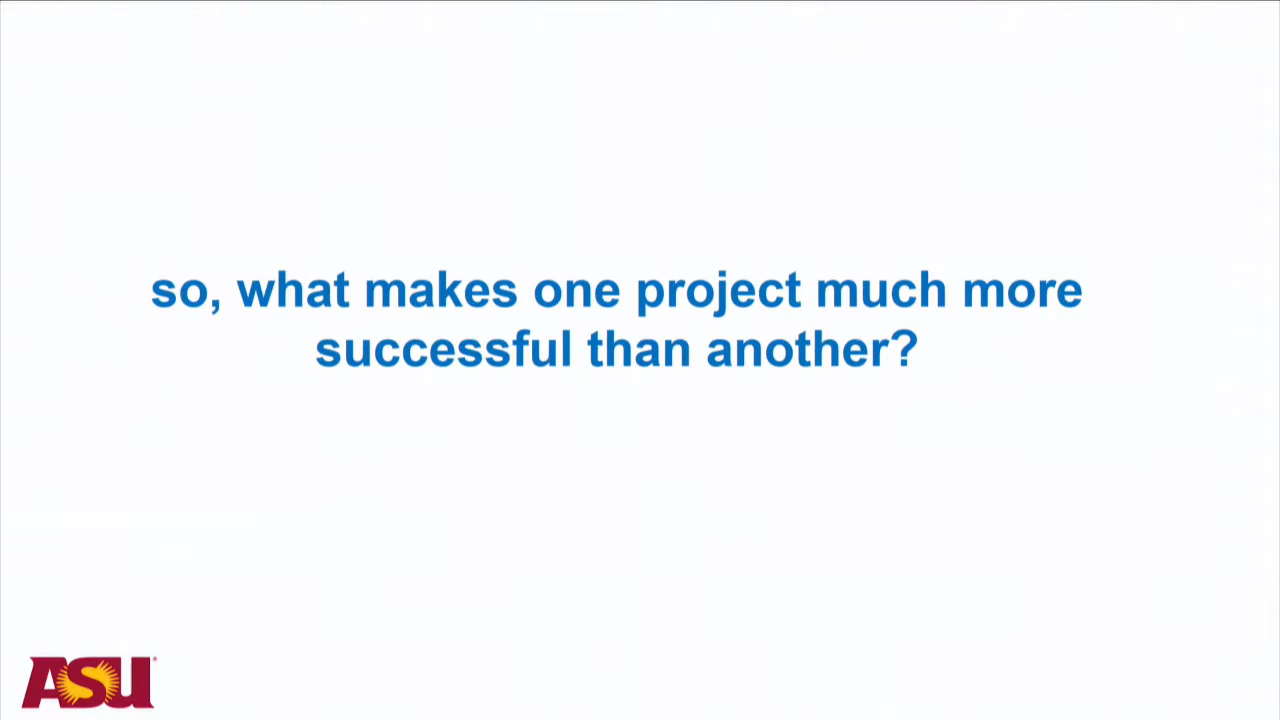 so, what makes one project much more
successful than another?
ASU